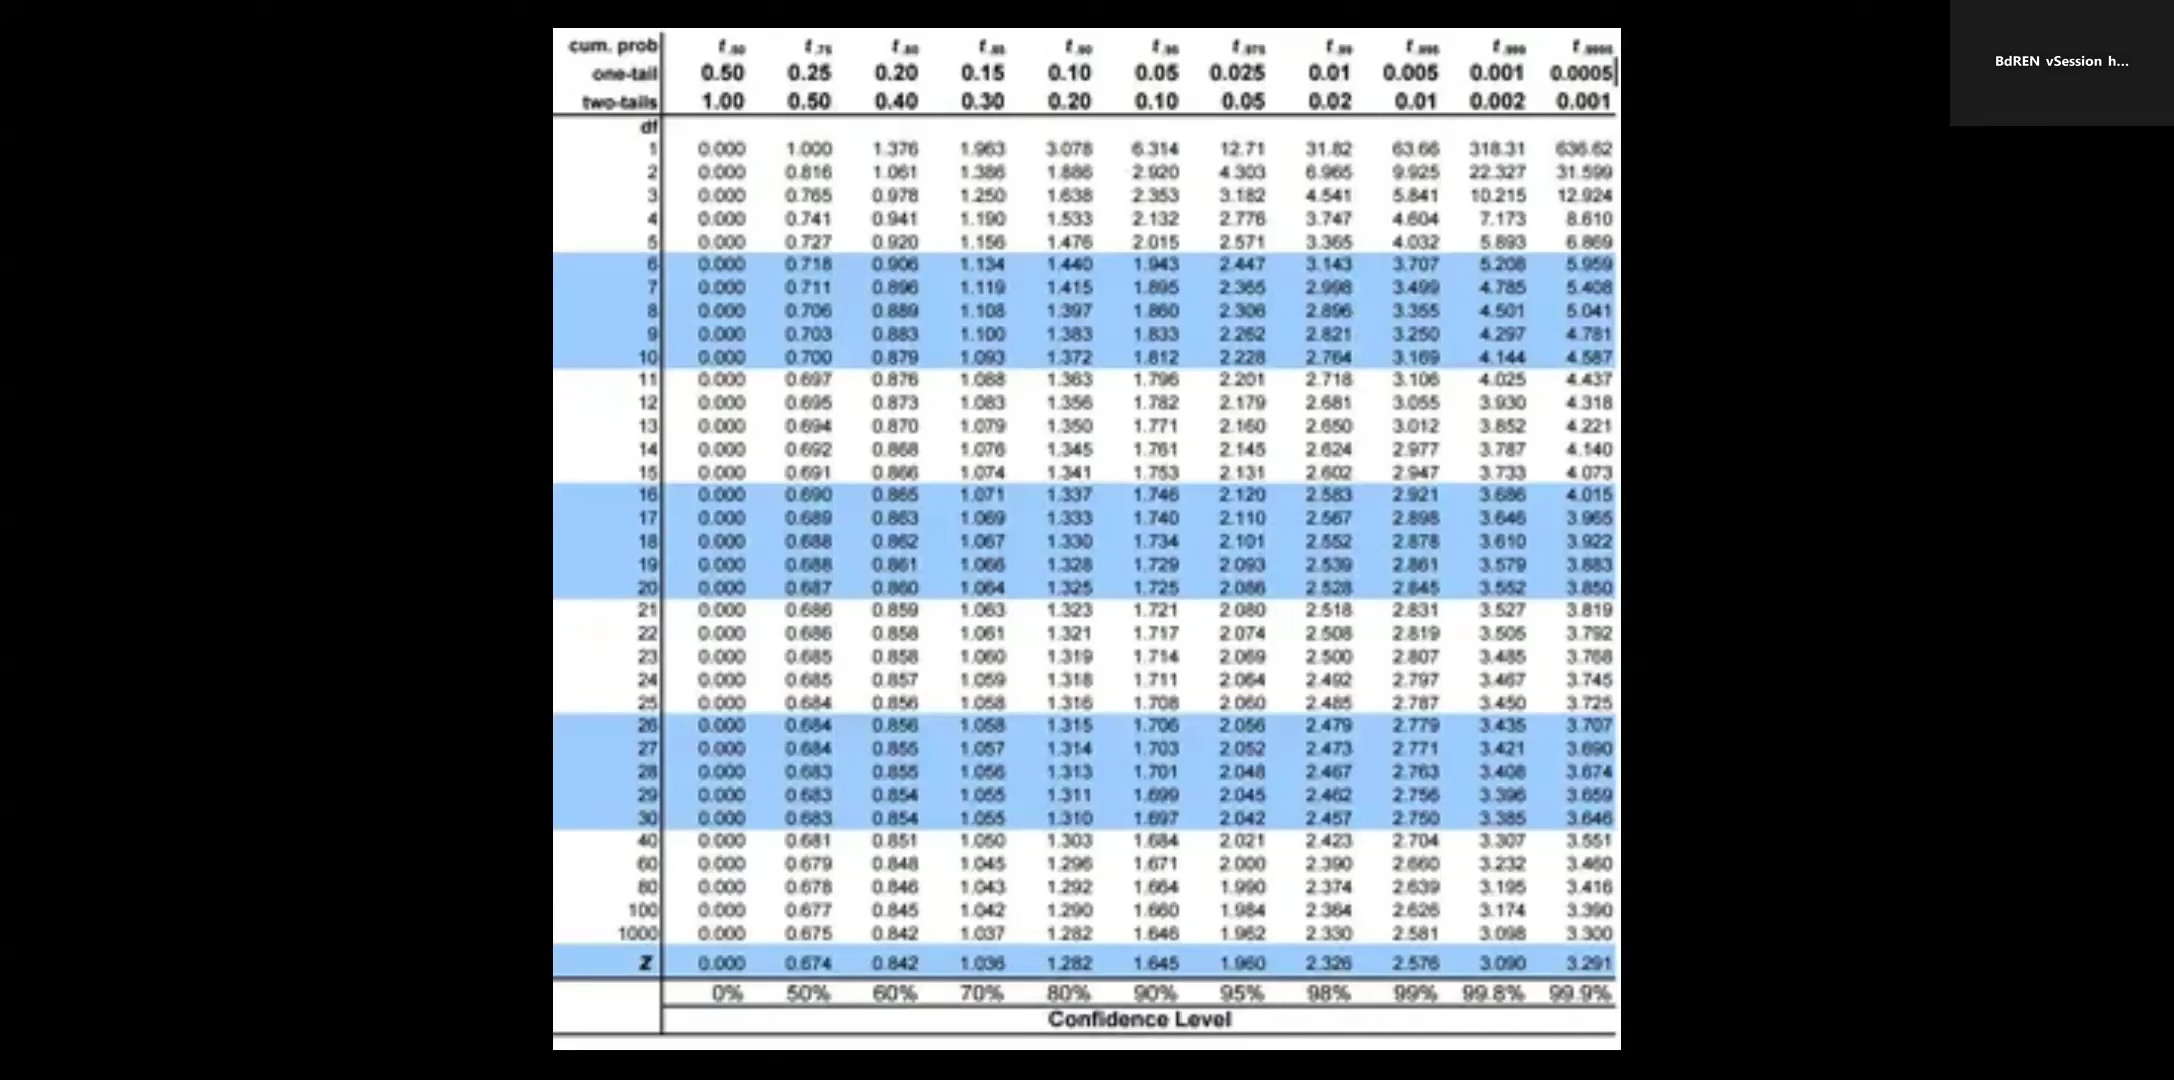 BdREN vSession h...
cum. prob t .50 t .75 t .80 t .85 t .90 t .95 t .975 t .99 t .995 t .999 t .9995
one-tail 0.50 0.25 0.20 0.15 0.10 0.05 0.025 0.01 0.005 0.001 0.0005
two-tails 1.00 0.50 0.40 0.30 0.20 0.10 0.05 0.02 0.01 0.002 0.001
df
1 0.000 1.000 1.376 1.963 3.078 6.314 12.71 31.82 63.66 318.31 636.62
2 0.000 0.816 1.061 1.386 1.886 2.920 4.303 6.965 9.925 22.327 31.599
3 0.000 0.765 0.978 1.250 1.638 2.353 3.182 4.541 5.841 10.215 12.924
4 0.000 0.741 0.941 1.190 1.533 2.132 2.776 3.747 4.604 7.173 8.610
5 0.000 0.727 0.920 1.156 1.476 2.015 2.571 3.365 4.032 5.893 6.869
6 0.000 0.718 0.906 1.134 1.440 1.943 2.447 3.143 3.707 5.208 5.959
7 0.000 0.711 0.896 1.119 1.415 1.895 2.365 2.998 3.499 4.785 5.408
8 0.000 0.706 0.889 1.108 1.397 1.860 2.306 2.896 3.355 4.501 5.041
9 0.000 0.703 0.883 1.100 1.383 1.833 2.262 2.821 3.250 4.297 4.781
10 0.000 0.700 0.879 1.093 1.372 1.812 2.228 2.764 3.169 4.144 4.587
11 0.000 0.697 0.876 1.088 1.363 1.796 2.201 2.718 3.106 4.025 4.437
12 0.000 0.695 0.873 1.083 1.356 1.782 2.179 2.681 3.055 3.930 4.318
13 0.000 0.694 0.870 1.079 1.350 1.771 2.160 2.650 3.012 3.852 4.221
14 0.000 0.692 0.868 1.076 1.345 1.761 2.145 2.624 2.977 3.787 4.140
15 0.000 0.691 0.866 1.074 1.341 1.753 2.131 2.602 2.947 3.733 4.073
16 0.000 0.690 0.865 1.071 1.337 1.746 2.120 2.583 2.921 3.686 4.015
17 0.000 0.689 0.863 1.069 1.333 1.740 2.110 2.567 2.898 3.646 3.965
18 0.000 0.688 0.862 1.067 1.330 1.734 2.101 2.552 2.878 3.610 3.922
19 0.000 0.688 0.861 1.066 1.328 1.729 2.093 2.539 2.861 3.579 3.883
20 0.000 0.687 0.860 1.064 1.325 1.725 2.086 2.528 2.845 3.552 3.850
21 0.000 0.686 0.859 1.063 1.323 1.721 2.080 2.518 2.831 3.527 3.819
22 0.000 0.686 0.858 1.061 1.321 1.717 2.074 2.508 2.819 3.505 3.792
23 0.000 0.685 0.858 1.060 1.319 1.714 2.069 2.500 2.807 3.485 3.768
24 0.000 0.685 0.857 1.059 1.318 1.711 2.064 2.492 2.797 3.467 3.745
25 0.000 0.684 0.856 1.058 1.316 1.708 2.060 2.485 2.787 3.450 3.725
26 0.000 0.684 0.856 1.058 1.315 1.706 2.056 2.479 2.779 3.435 3.707
27 0.000 0.684 0.855 1.057 1.314 1.703 2.052 2.473 2.771 3.421 3.690
28 0.000 0.683 0.855 1.056 1.313 1.701 2.048 2.467 2.763 3.408 3.674
29 0.000 0.683 0.854 1.055 1.311 1.699 2.045 2.462 2.756 3.396 3.659
30 0.000 0.683 0.854 1.055 1.310 1.697 2.042 2.457 2.750 3.385 3.646
40 0.000 0.681 0.851 1.050 1.303 1.684 2.021 2.423 2.704 3.307 3.551
60 0.000 0.679 0.848 1.045 1.296 1.671 2.000 2.390 2.660 3.232 3.460
80 0.000 0.678 0.846 1.043 1.292 1.664 1.990 2.374 2.639 3.195 3.416
100 0.000 0.677 0.845 1.042 1.290 1.660 1.984 2.364 2.626 3.174 3.390
1000 0.000 0.675 0.842 1.037 1.282 1.646 1.962 2.330 2.581 3.098 3.300
Z 0.000 0.674 0.842 1.036 1.282 1.645 1.960 2.326 2.576 3.090 3.291
0% 50% 60% 70% 80% 90% 95% 98% 99% 99.8% 99.9%
Confidence Level